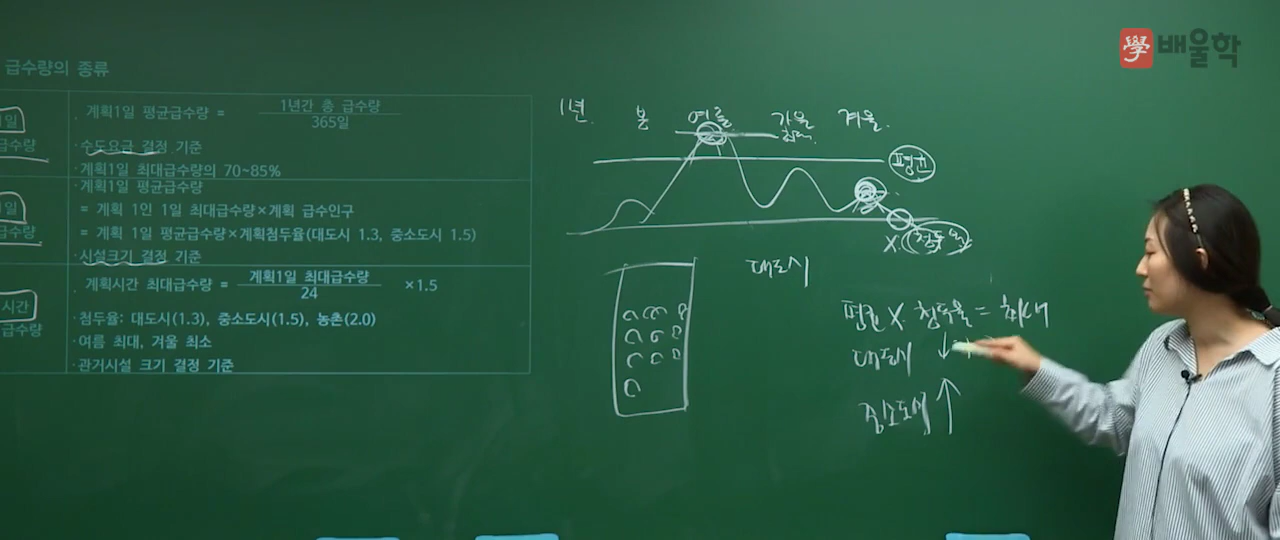 學 배울학
급수량의 종류
1일
급수량
· 계획1일 평균급수량 = 1년간 총 급수량
365일
· 수도요금 결정 기준
· 계획1일 최대급수량의 70~85%
1일
급수량
· 계획1일 평균급수량
= 계획 1인 1일 최대급수량×계획 급수인구
= 계획 1일 평균급수량×계획첨두율(대도시 1.3, 중소도시 1.5)
· 시설크기 결정 기준
시간
급수량
· 계획시간 최대급수량 = 계획1일 최대급수량 ×1.5
24
· 첨두율: 대도시(1.3), 중소도시(1.5), 농촌(2.0)
· 여름 최대, 겨울 최소
· 관거시설 크기 결정 기준
1년. 봄 여름 가을 겨울.
평균
X. 첨두율
대도시
평균 X 첨두율 = 최대
대도시 ↓
중소도시 ↑